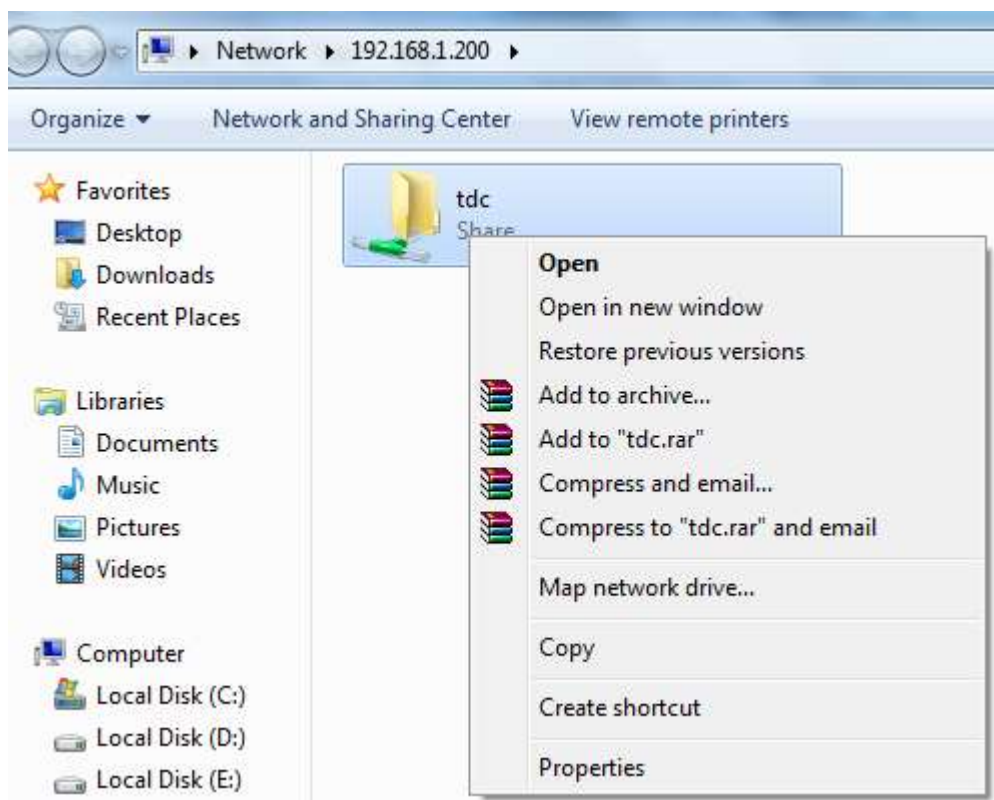 Network 192.168.1.200
Organize Network and Sharing Center View remote printers
Favorites
Desktop
Downloads
Recent Places
Libraries
Documents
Music
Pictures
Videos
Computer
Local Disk (C:)
Local Disk (D:)
Local Disk (E:)
tdc
Share
Open
Open in new window
Restore previous versions
Add to archive...
Add to "tdc.rar"
Compress and email...
Compress to "tdc.rar" and email
Map network drive...
Copy
Create shortcut
Properties